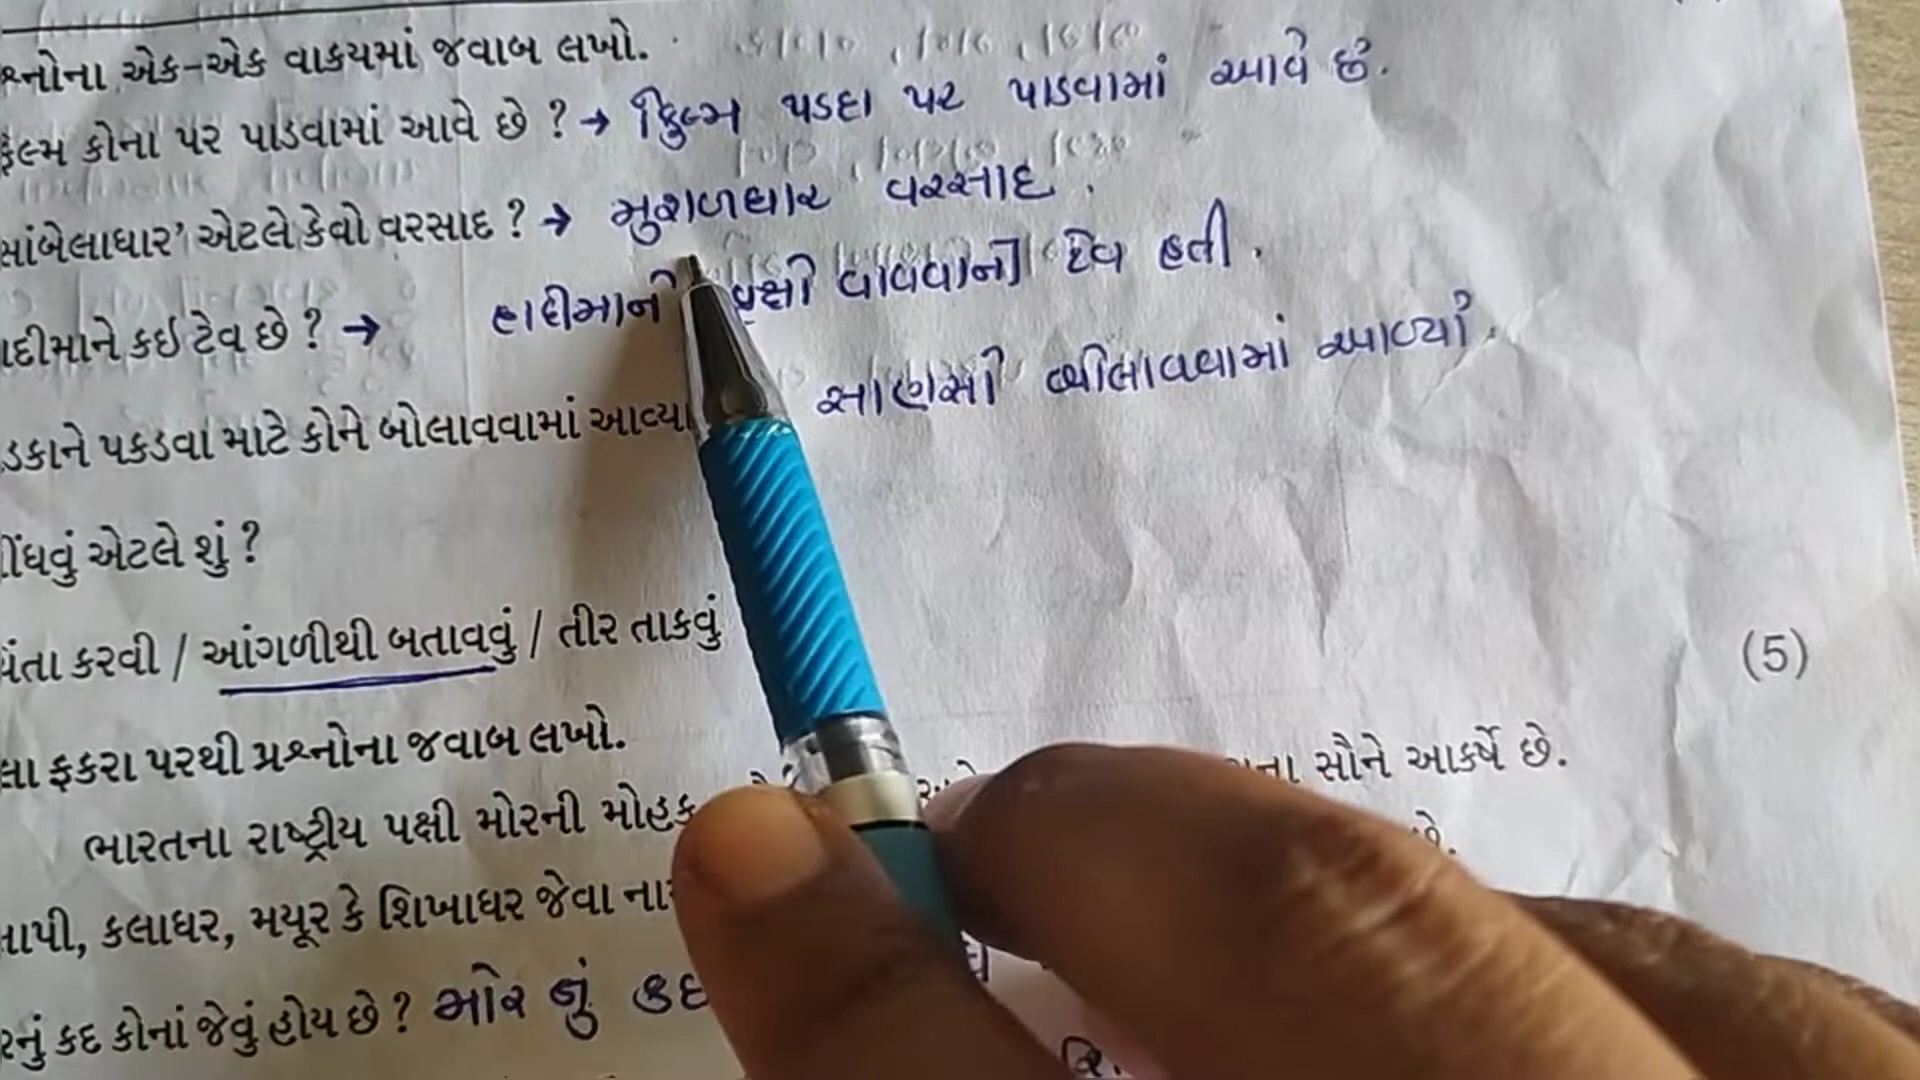 શ્નોના એક-એક વાક્યમાં જવાબ લખો.
ફિલ્મ કોના પર પાડવામાં આવે છે ? → ફિલ્મ પડદા પર પાડવામાં આવે છે.
સાંબેલાધાર' એટલે કેવો વરસાદ ? → મુશળધાર વરસાદ.
ાદીમાને કઈ ટેવ છે ? → દાદીમાની વૃક્ષો વાવવાની ટેવ હતી.
ડકાને પકડવા માટે કોને બોલાવવામાં આવ્યા માણસો બોલાવવામાં આવ્યાં.
ીંધવું એટલે શું ?
ચિંતા કરવી / આંગળીથી બતાવવું / તીર તાકવું
(5)
લા ફકરા પરથી પ્રશ્નોના જવાબ લખો.
ભારતના રાષ્ટ્રીય પક્ષી મોરની મોહક ના સૌને આકર્ષે છે.
ાપી, કલાધર, મયૂર કે શિખાધર જેવા ના છે.
રનું કદ કોનાં જેવું હોય છે ? મોર નું કદ